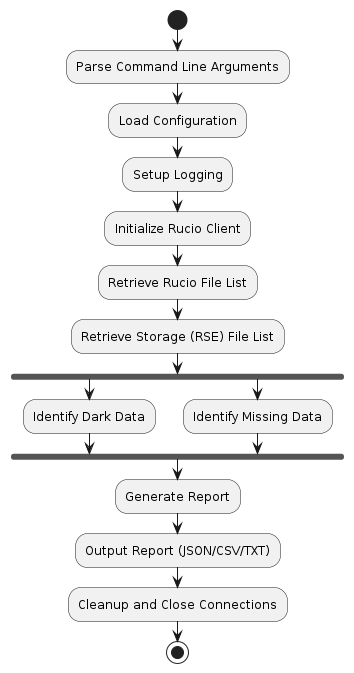 Parse Command Line Arguments
Load Configuration
Setup Logging
Initialize Rucio Client
Retrieve Rucio File List
Retrieve Storage (RSE) File List
Identify Dark Data
Identify Missing Data
Generate Report
Output Report (JSON/CSV/TXT)
Cleanup and Close Connections